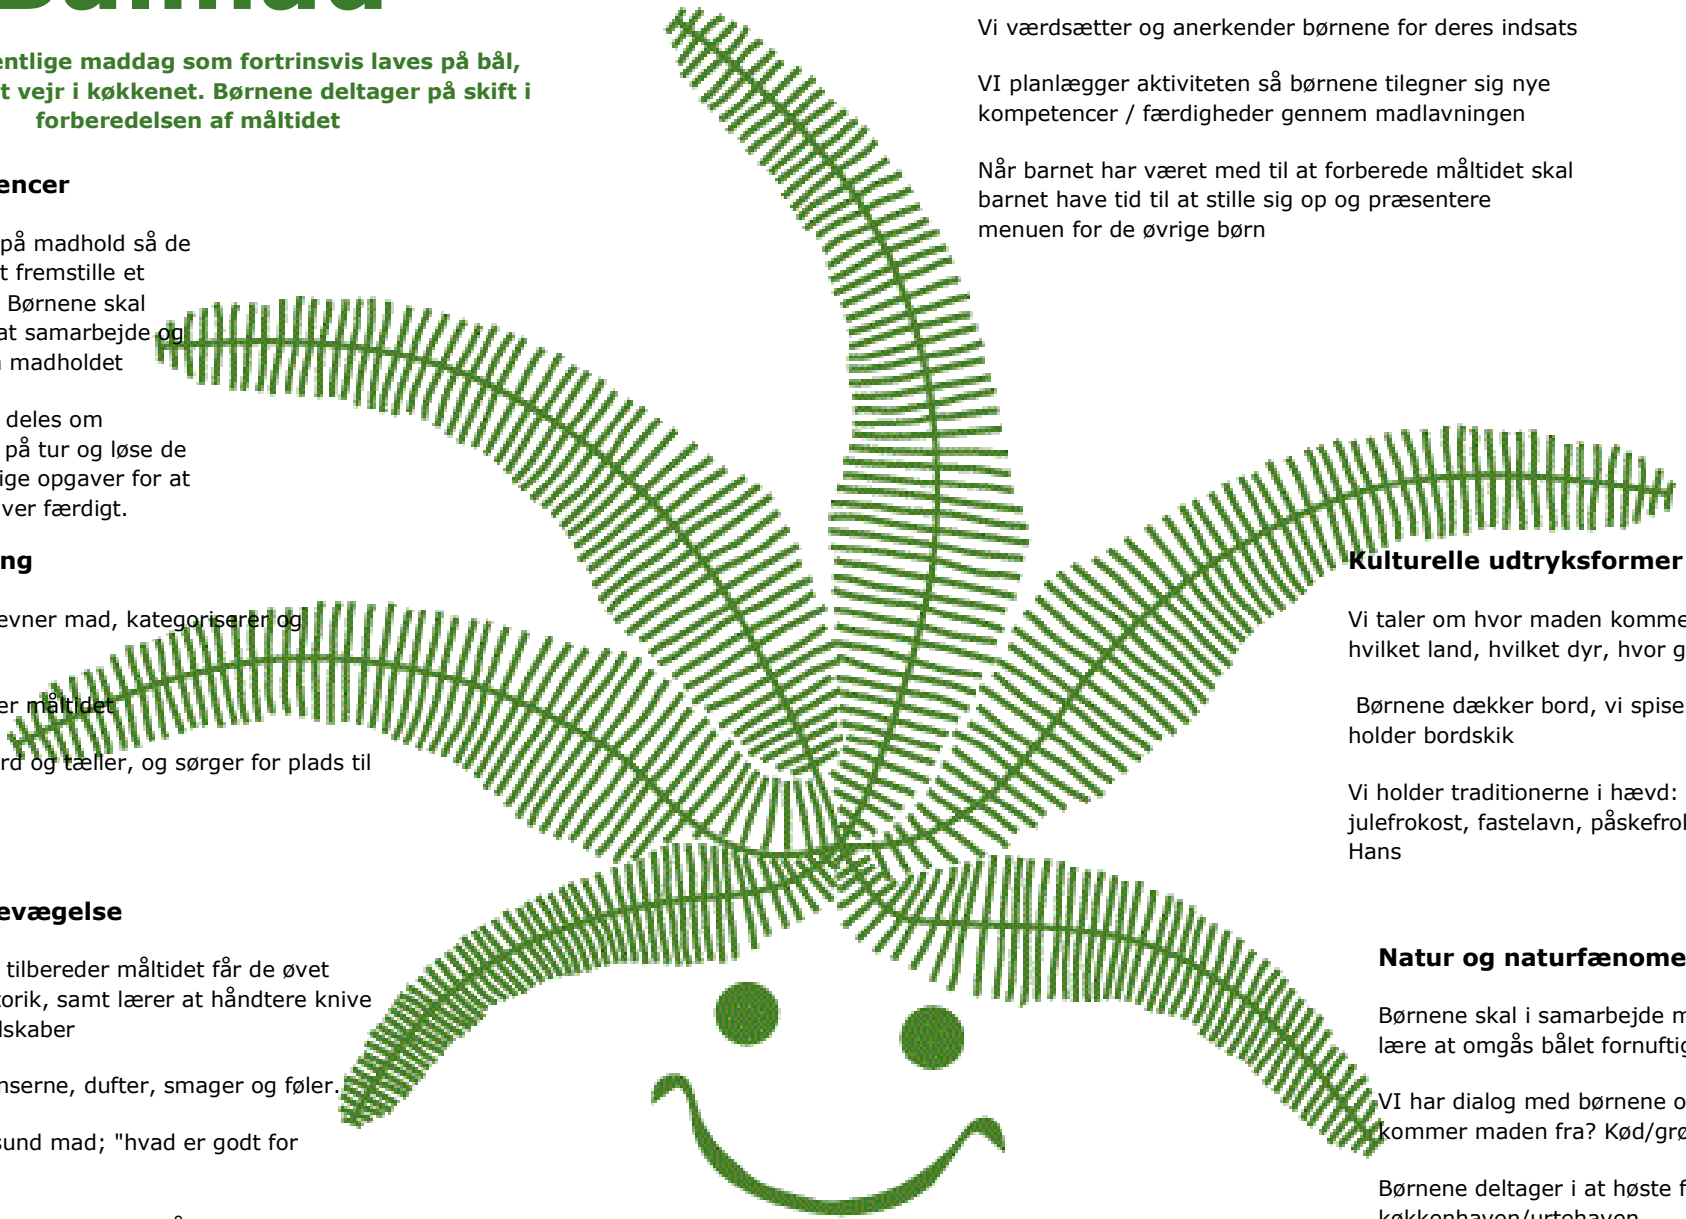 entlige maddag som fortrinsvis laves på bål,
t vejr i køkkenet. Børnene deltager på skift i
forberedelsen af måltidet
encer
på madhold så de
t fremstille et
Børnene skal
at samarbejde og
madholdet
deles om
på tur og løse de
ige opgaver for at
ver færdigt.
ng
evner mad, kategoriserer og
er måltidet
rd og tæller, og sørger for plads til
evægelse
tilbereder måltidet får de øvet
torik, samt lærer at håndtere knive
dskaber
nserne, dufter, smager og føler.
sund mad; "hvad er godt for
Vi værdsætter og anerkender børnene for deres indsats
VI planlægger aktiviteten så børnene tilegner sig nye
kompetencer / færdigheder gennem madlavningen
Når barnet har været med til at forberede måltidet skal
barnet have tid til at stille sig op og præsentere
menuen for de øvrige børn
Kulturelle udtryksformer
Vi taler om hvor maden komme
hvilket land, hvilket dyr, hvor g
Børnene dækker bord, vi spise
holder bordskik
Vi holder traditionerne i hævd:
julefrokost, fastelavn, påskefrok
Hans
Natur og naturfænome
Børnene skal i samarbejde m
lære at omgås bålet fornuftig
VI har dialog med børnene o
kommer maden fra? Kød/grø
Børnene deltager i at høste f
køkkenhaven/urtehaven